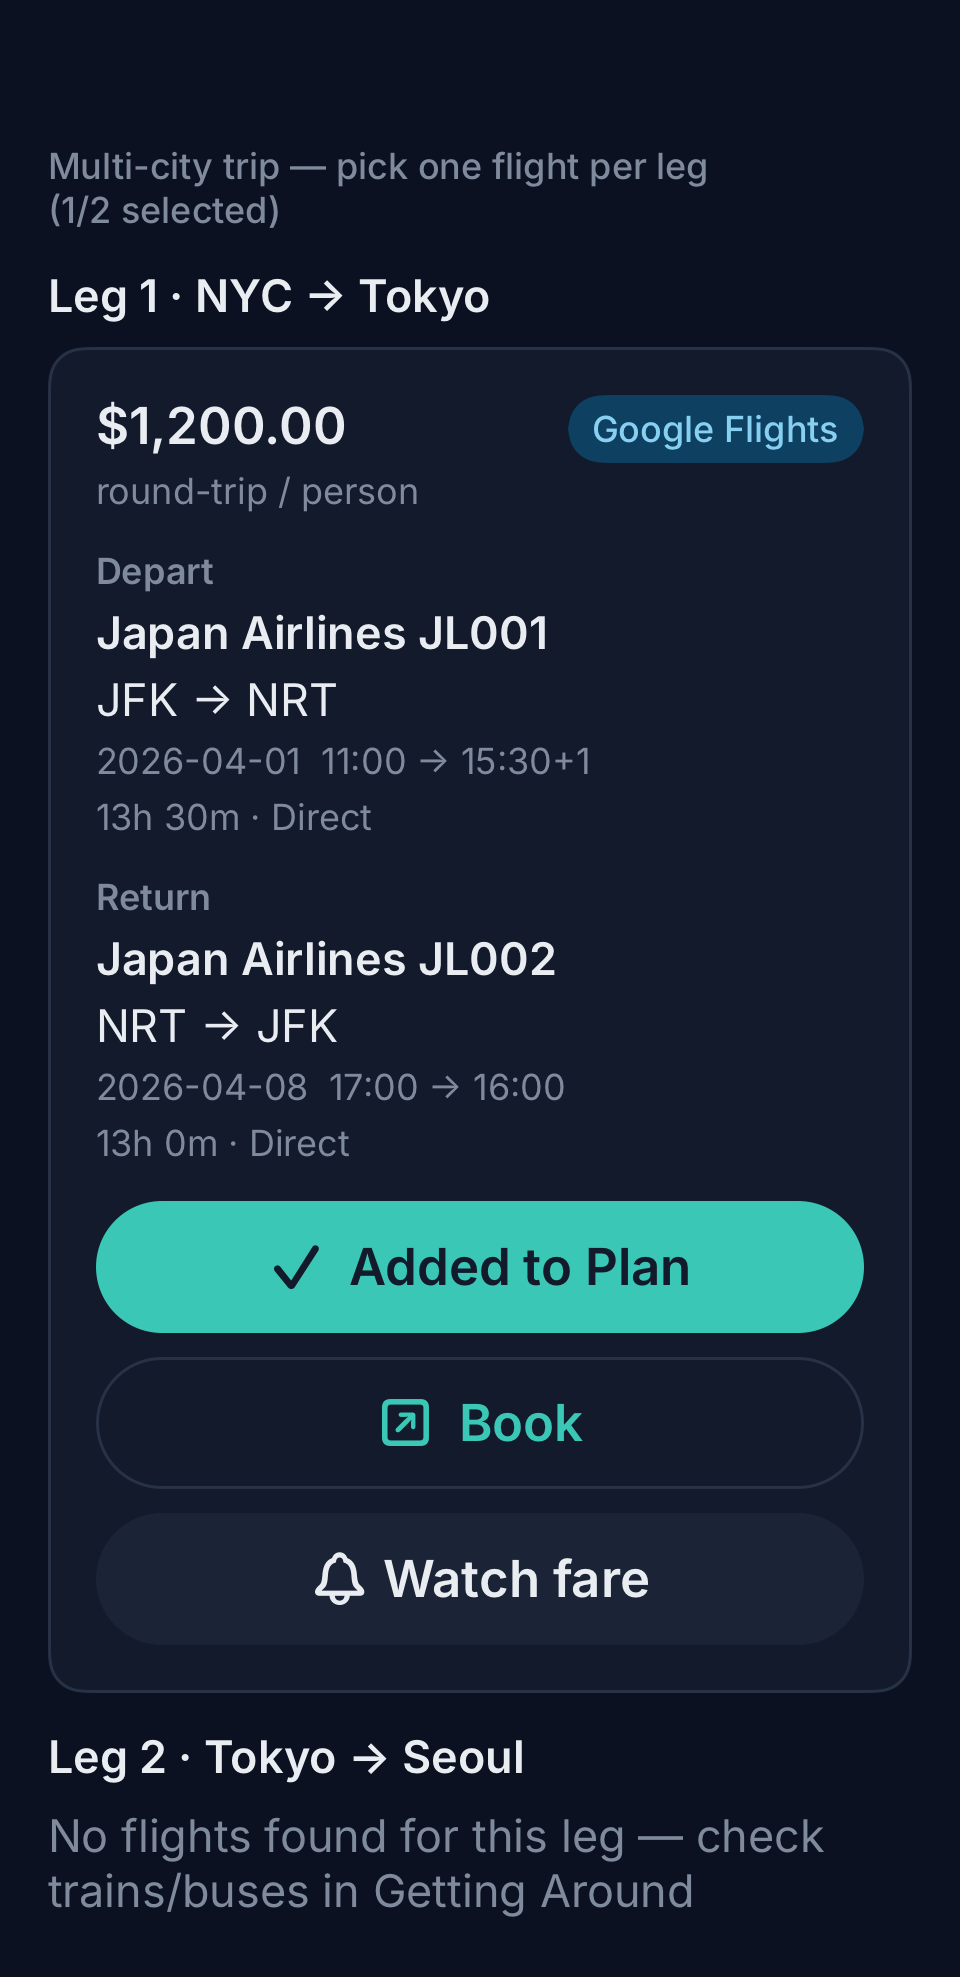 Multi-city trip — pick one flight per leg
(1/2 selected)
Leg 1 · NYC → Tokyo
$1,200.00
Google Flights
round-trip / person
Depart
Japan Airlines JL001
JFK → NRT
2026-04-01 11:00 → 15:30+1
13h 30m · Direct
Return
Japan Airlines JL002
NRT → JFK
2026-04-08 17:00 → 16:00
13h 0m · Direct
Added to Plan
Book
Watch fare
Leg 2 · Tokyo → Seoul
No flights found for this leg — check
trains/buses in Getting Around